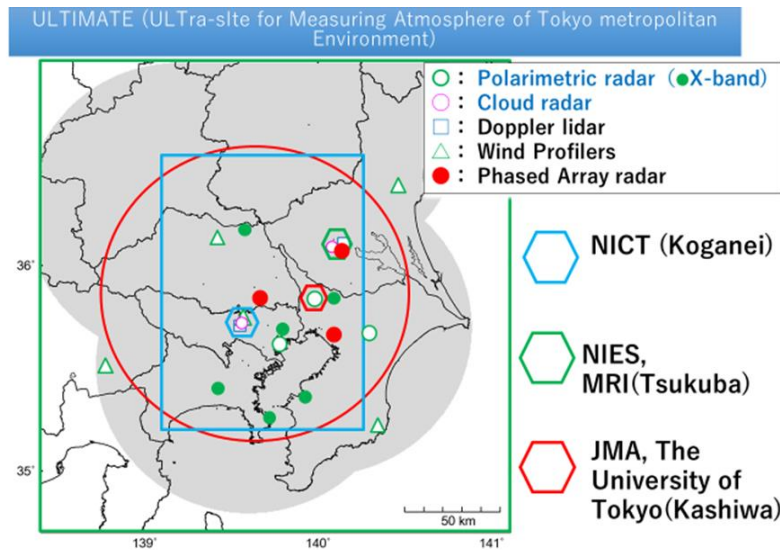 ULTIMATE (ULTra-sIte for Measuring Atmosphere of Tokyo metropolitan
Environment)
: Polarimetric radar (●X-band)
: Cloud radar
: Doppler lidar
: Wind Profilers
: Phased Array radar
NICT (Koganei)
NIES,
MRI(Tsukuba)
JMA, The
University of
Tokyo(Kashiwa)
36°
35°
50 km
139°
140°
141°